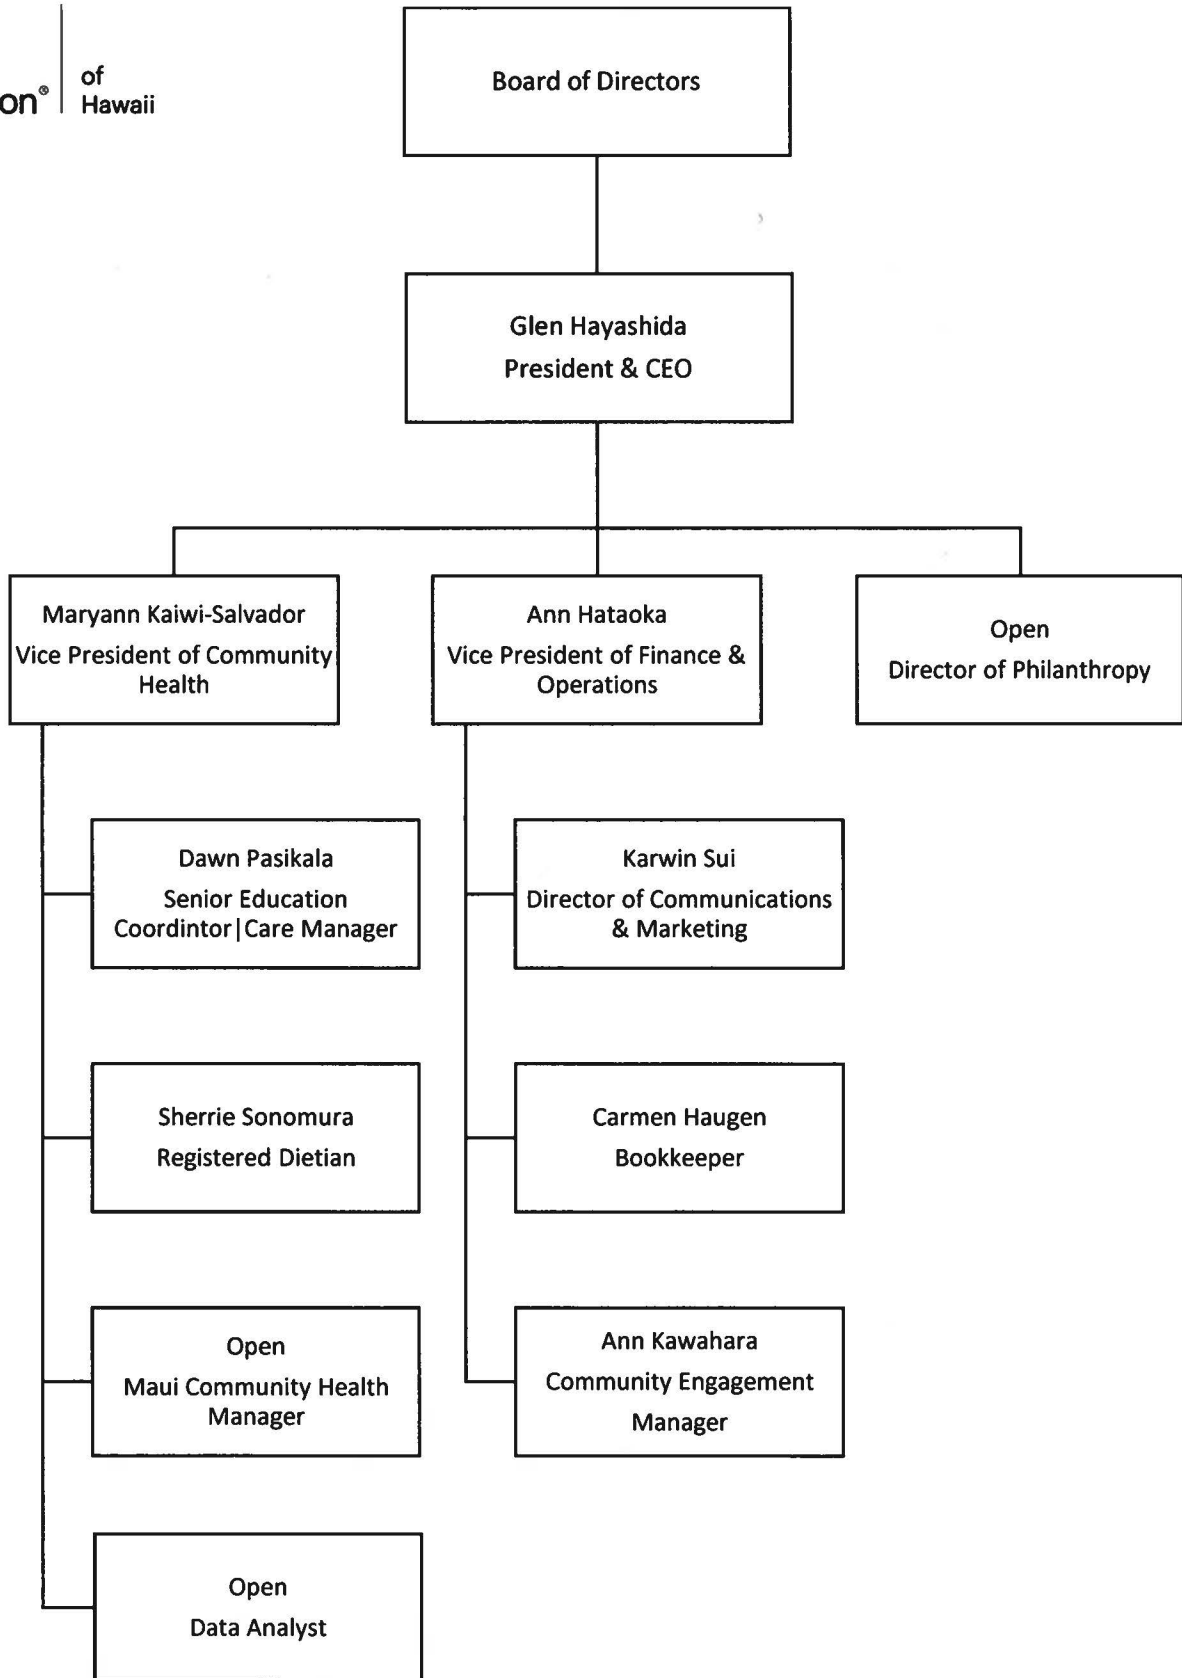 of
on® Hawaii
Board of Directors
Glen Hayashida
President & CEO
Maryann Kaiwi-Salvador
Vice President of Community
Health
Ann Hataoka
Vice President of Finance &
Operations
Open
Director of Philanthropy
Dawn Pasikala
Senior Education
Coordintor|Care Manager
Karwin Sui
Director of Communications
& Marketing
Sherrie Sonomura
Registered Dietian
Carmen Haugen
Bookkeeper
Open
Maui Community Health
Manager
Ann Kawahara
Community Engagement
Manager
Open
Data Analyst